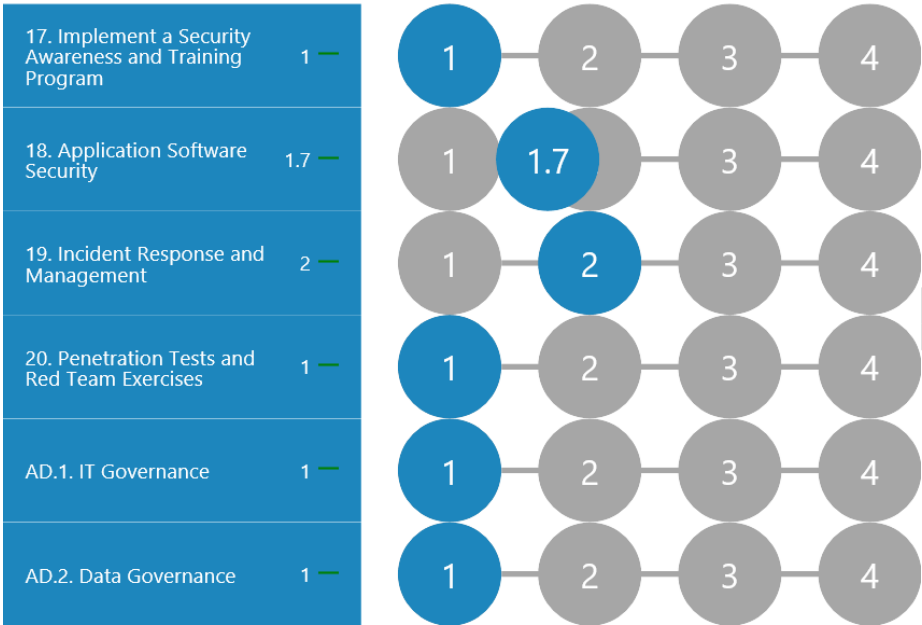 17. Implement a Security
Awareness and Training
Program
1
1 2 3 4
18. Application Software
Security
1.7
1 1.7 3 4
19. Incident Response and
Management
2
1 2 3 4
20. Penetration Tests and
Red Team Exercises
1
1 2 3 4
AD.1. IT Governance
1
1 2 3 4
AD.2. Data Governance
1
1 2 3 4